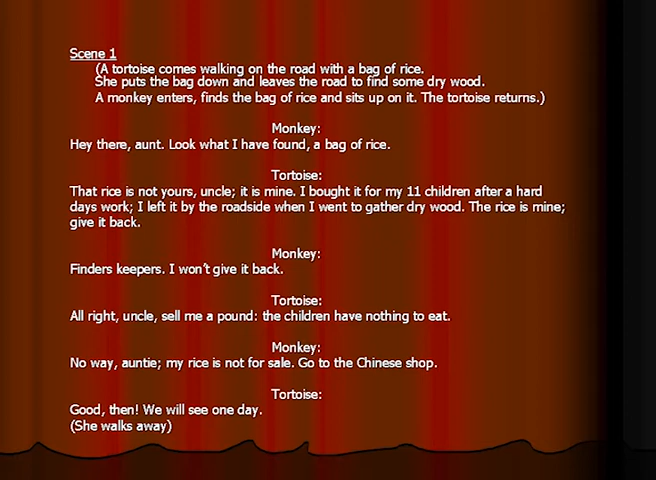 Scene 1
(A tortoise comes walking on the road with a bag of rice.
She puts the bag down and leaves the road to find some dry wood.
A monkey enters, finds the bag of rice and sits up on it. The tortoise returns.)
Monkey:
Hey there, aunt. Look what I have found, a bag of rice.
Tortoise:
That rice is not yours, uncle; it is mine. I bought it for my 11 children after a hard
days work; I left it by the roadside when I went to gather dry wood. The rice is mine;
give it back.
Monkey:
Finders keepers. I won't give it back.
Tortoise:
All right, uncle, sell me a pound: the children have nothing to eat.
Monkey:
No way, auntie; my rice is not for sale. Go to the Chinese shop.
Tortoise:
Good, then! We will see one day.
(She walks away)